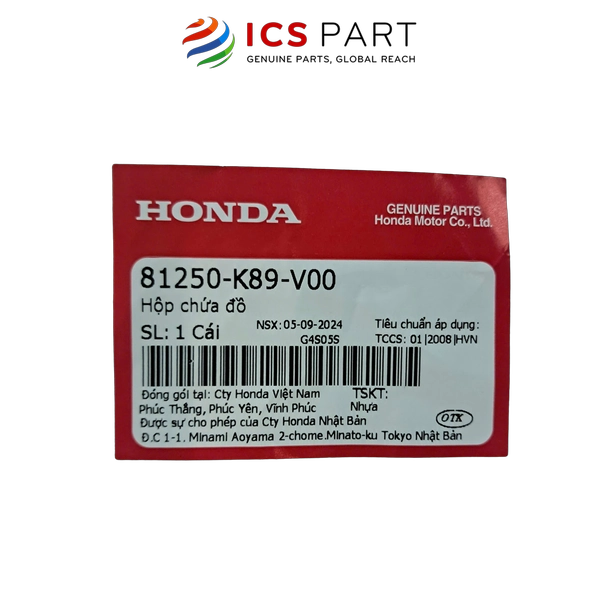 ICS PART
GENUINE PARTS, GLOBAL REACH
HONDA
GENUINE PARTS
Honda Motor Co., Ltd.
81250-K89-V00
Hộp chứa đồ
SL: 1 Cái
NSX: 05-09-2024
G4S05S
Tiêu chuẩn áp dụng:
TCCS: 01|2008|HVN
Đóng gói tại: Cty Honda Việt Nam
TSKT:
Phúc Thắng, Phúc Yên, Vĩnh Phúc
Nhựa
Được sự cho phép của Cty Honda Nhật Bản
OTK
Đ.C 1-1, Minami Aoyama 2-chome.Minato-ku Tokyo Nhật Bản